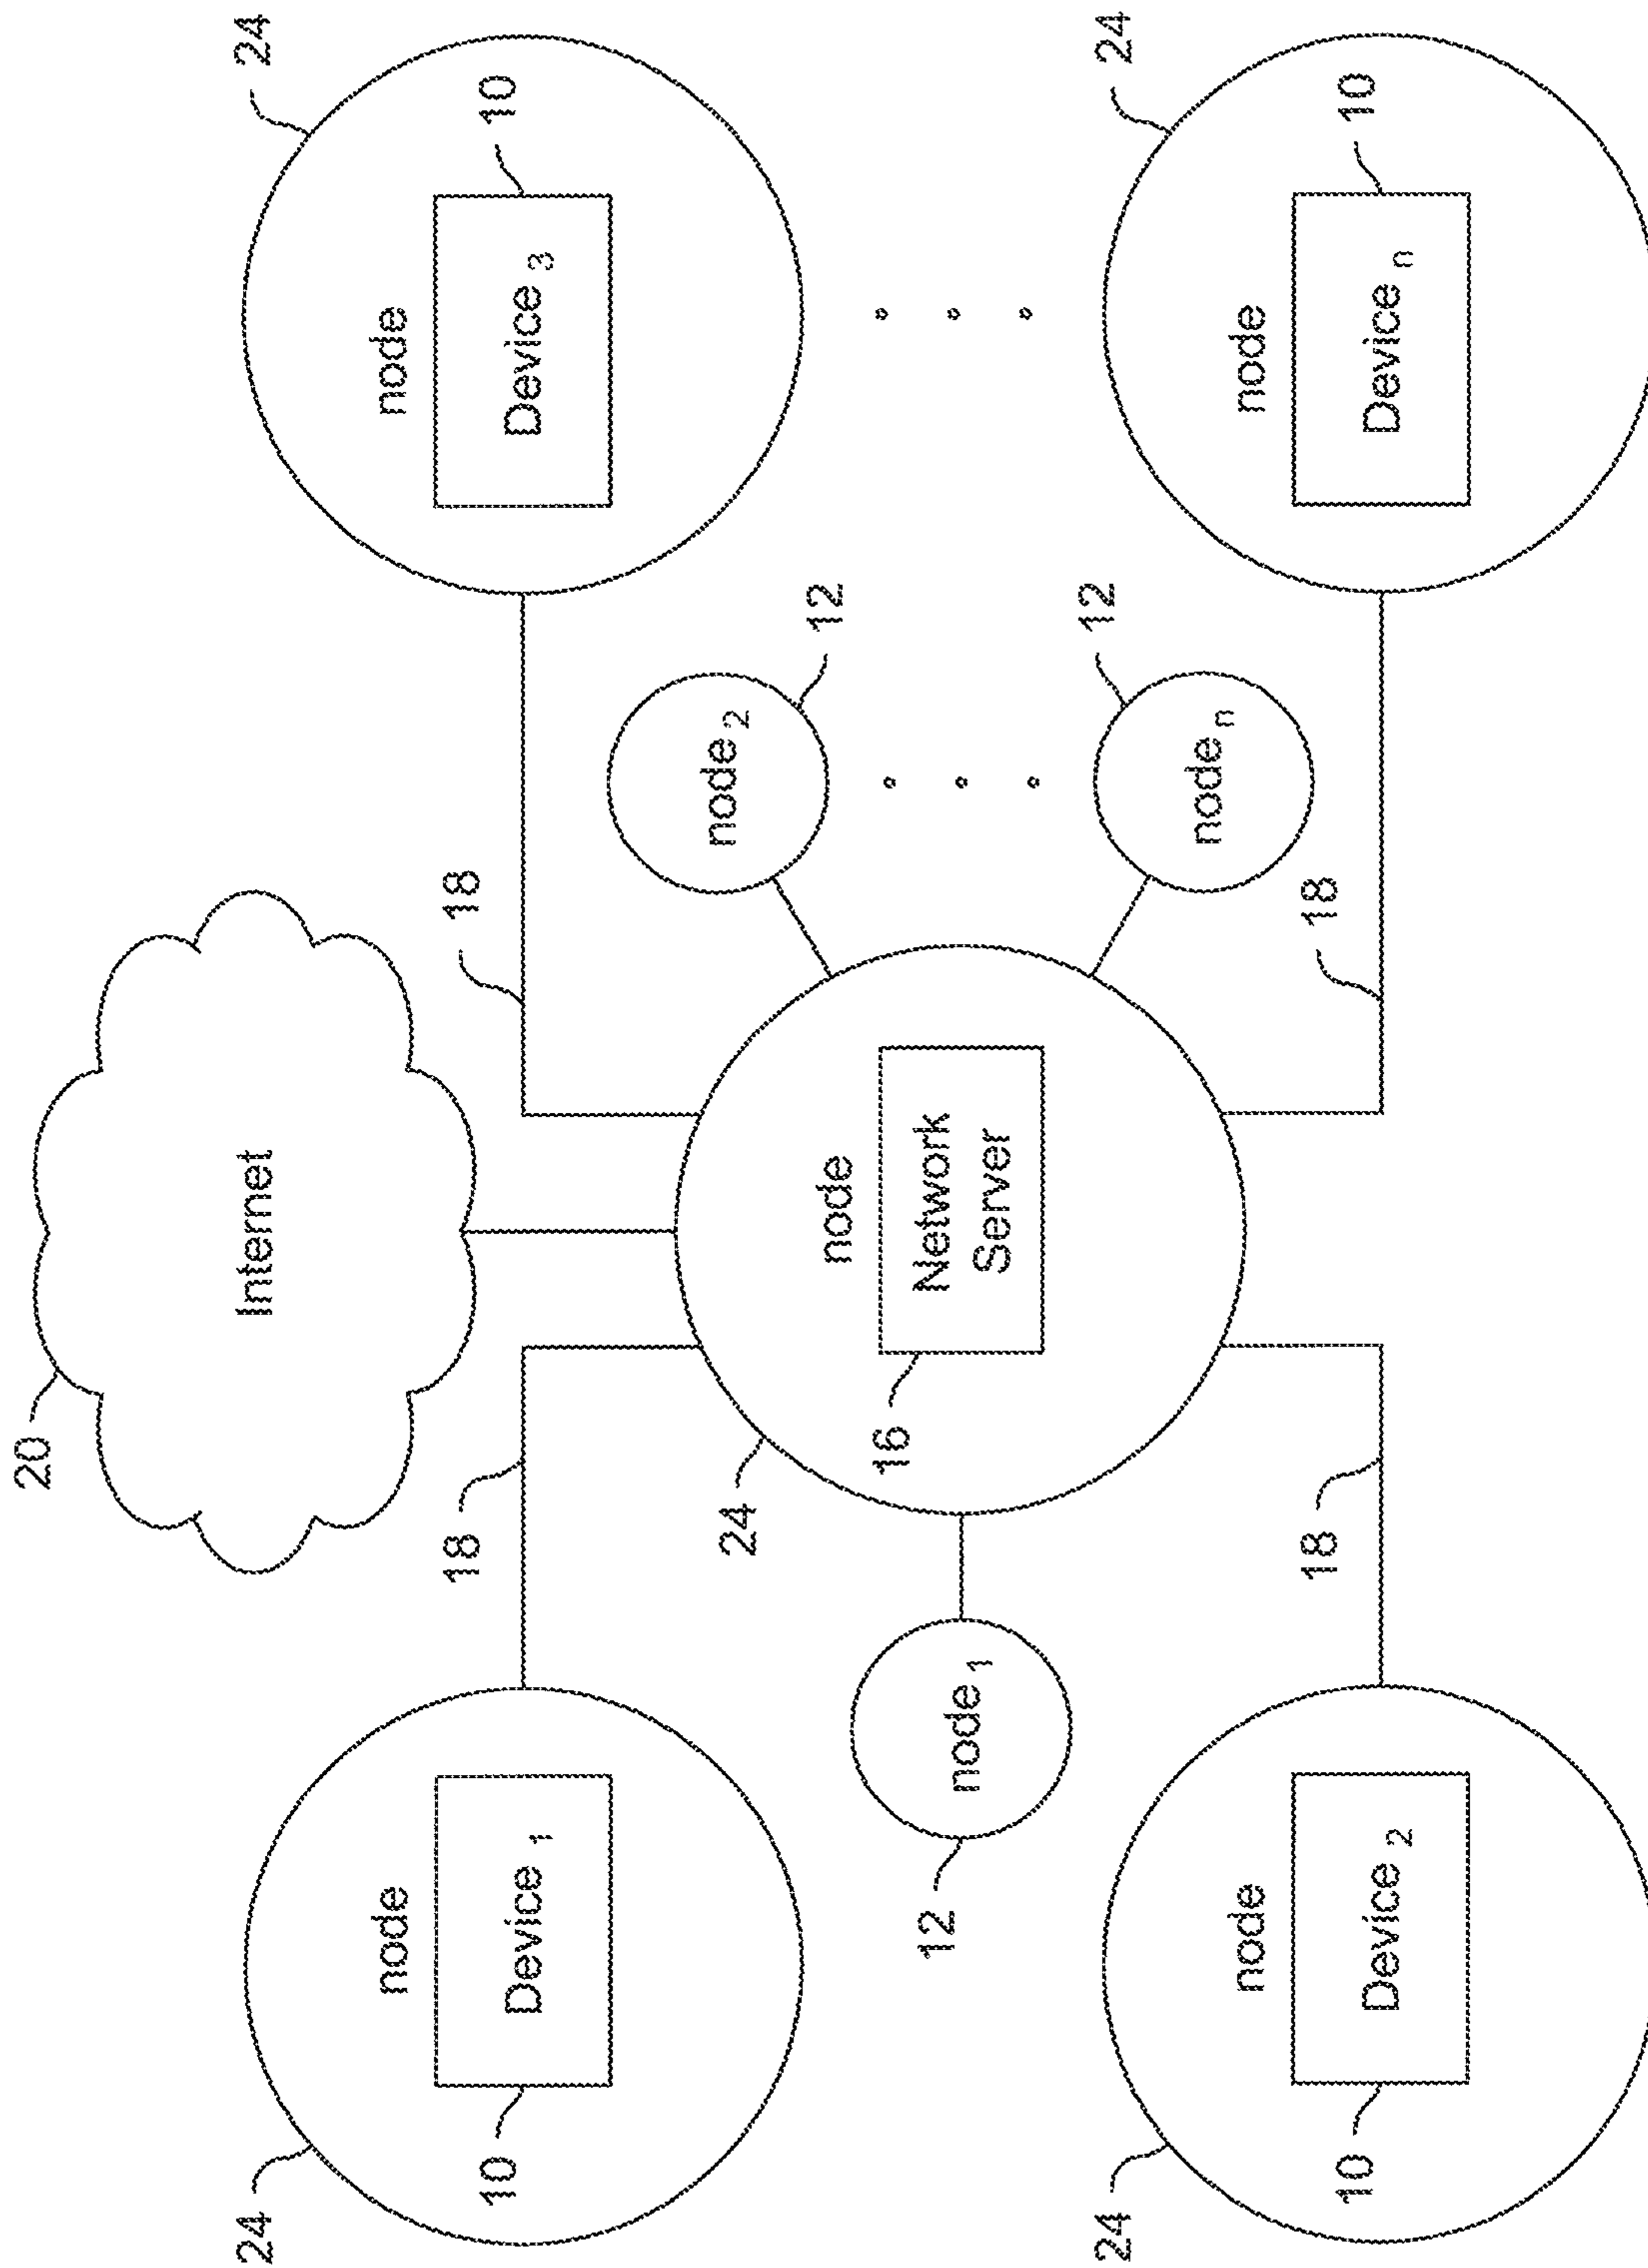 20
24
Internet
24
node
node
18
18
10
Device 1
Device 3
10
node 2
12
24
node
16
Network
Server
12
node 1
12
node n
24
24
node
node
18
18
10
Device 2
Device n
10